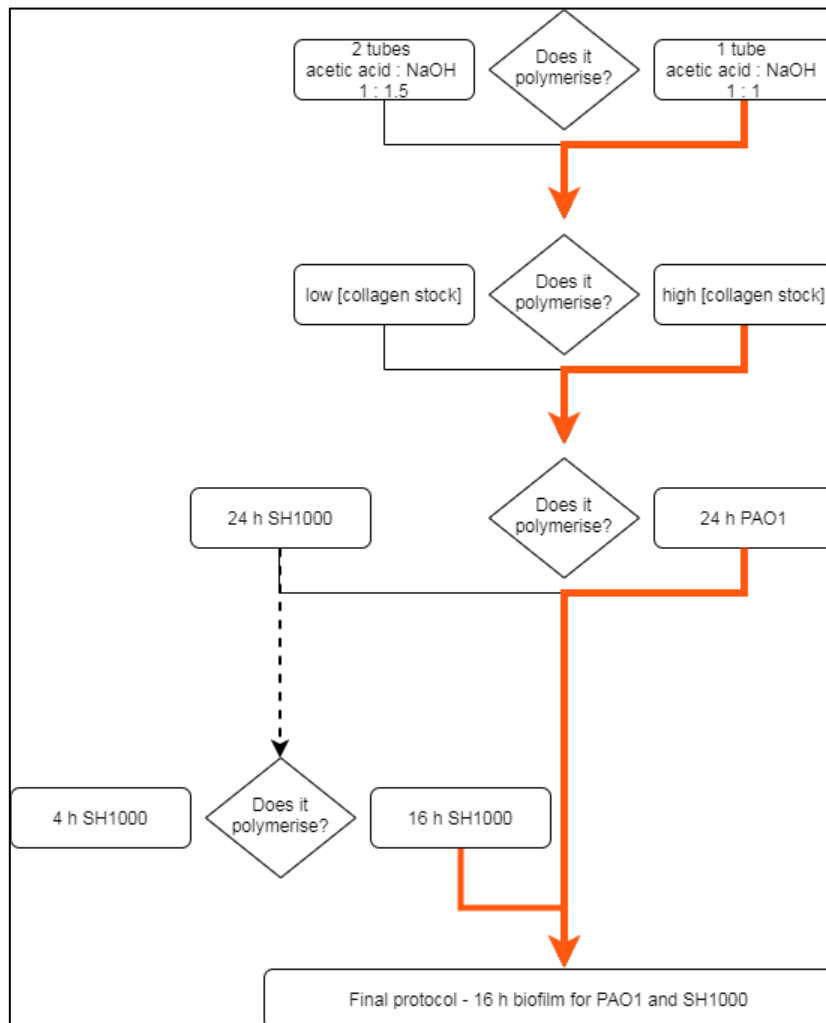 2 tubes
acetic acid : NaOH
1 : 1.5
Does it
polymerise?
1 tube
acetic acid : NaOH
1 : 1
low [collagen stock]
Does it
polymerise?
high [collagen stock]
24 h SH1000
Does it
polymerise?
24 h PAO1
4 h SH1000
Does it
polymerise?
16 h SH1000
Final protocol - 16 h biofilm for PAO1 and SH1000